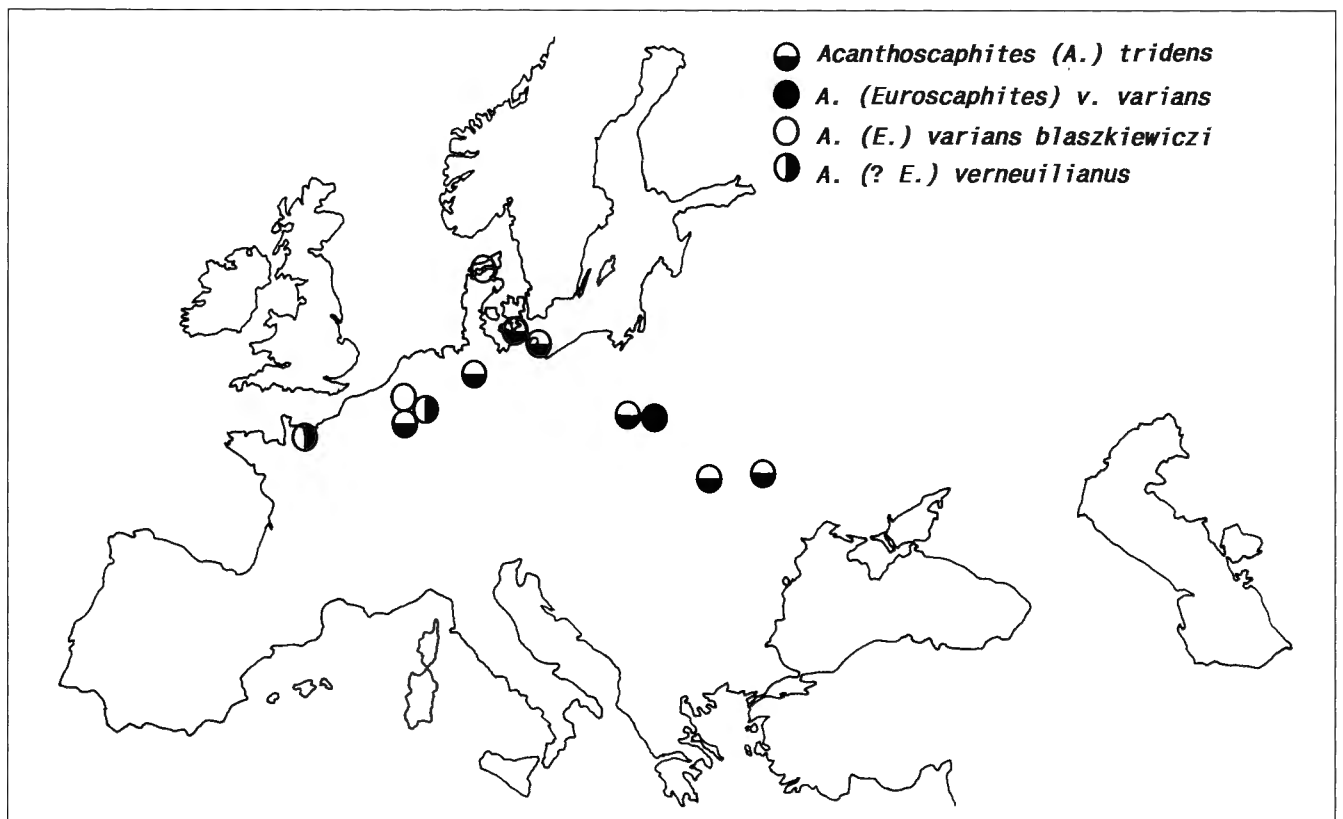 Acanthoscaphites (A.) tridens
A. (Euroscaphites) v. varians
A. (E.) varians blaszkiewiczi
A. (? E.) verneuilianus